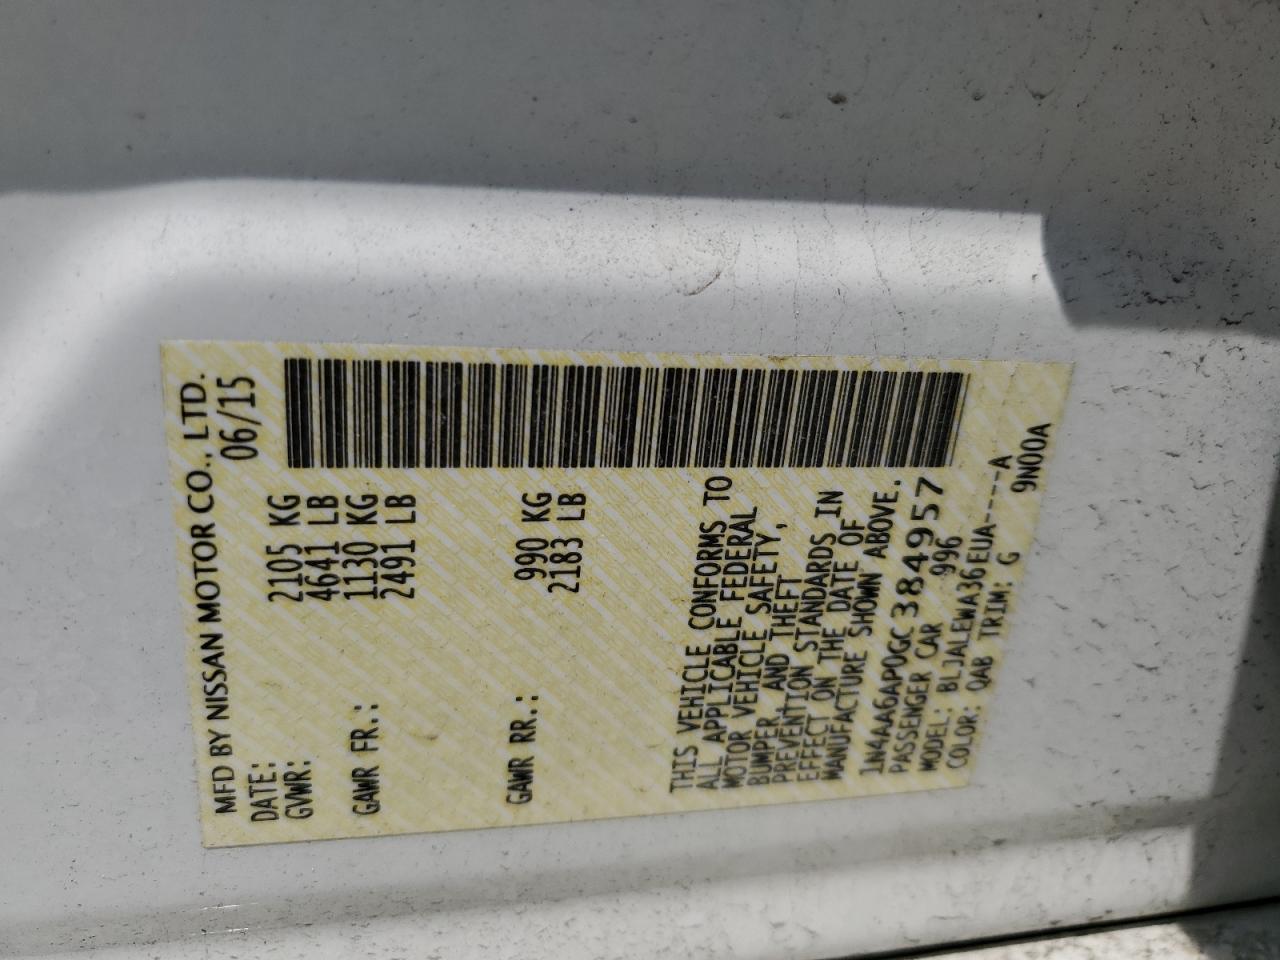 MFD BY NISSAN MOTOR CO., LTD.
DATE: 06/15
GVWR: 2105 KG
4641 LB
GAWR FR.: 1130 KG
2491 LB
GAWR RR.: 990 KG
2183 LB
THIS VEHICLE CONFORMS TO
ALL APPLICABLE FEDERAL
MOTOR VEHICLE SAFETY,
BUMPER, AND THEFT
PREVENTION STANDARDS IN
EFFECT ON THE DATE OF
MANUFACTURE SHOWN ABOVE.
1N4AA6AP0GC384957
PASSENGER CAR 996
MODEL: BLJALEWA36EUA-----A
COLOR: QAB TRIM: G 9N00A